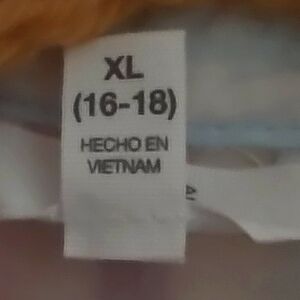 XL
(16-18)
HECHO EN
VIETNAM